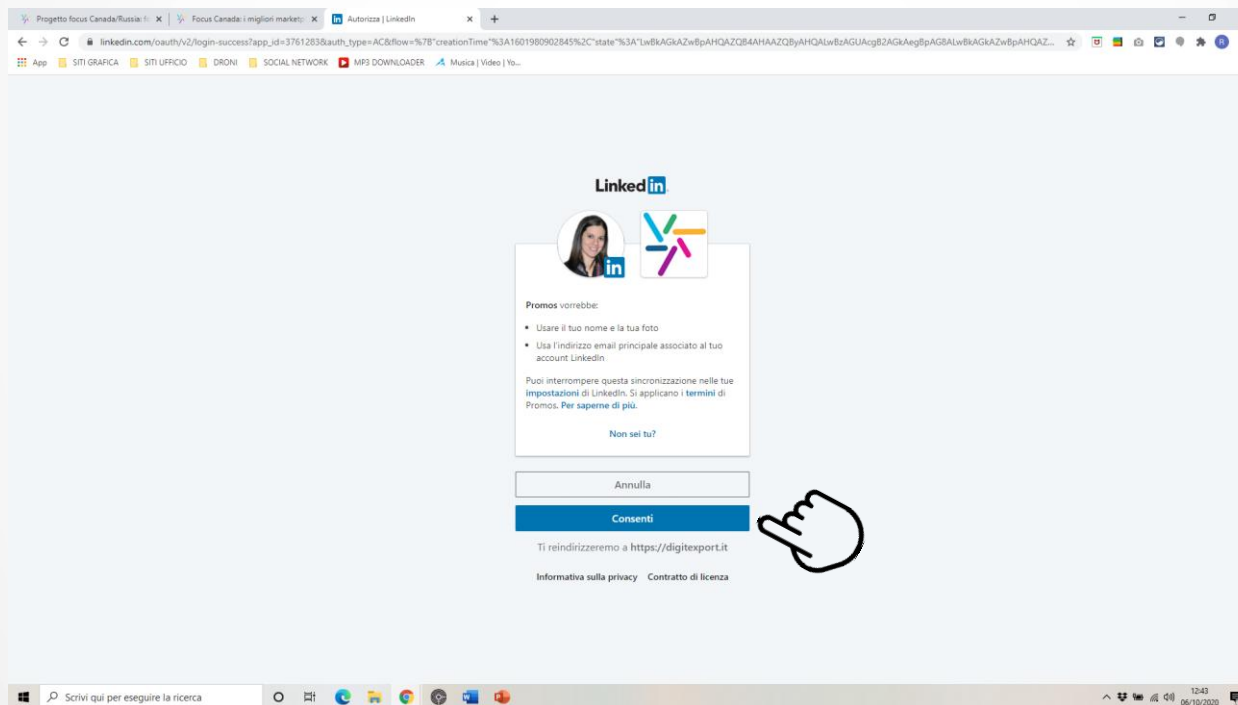 Progetto focus Canada/Russia:
Focus Canada: i migliori marketp
Autorizza | LinkedIn
linkedin.com/oauth/v2/login-success?app_id=3761283&auth_type=AC&flow=%7B"creationTime"%3A1601980902845%2C"state"%3A
App
SITI GRAFICA
SITI UFFICIO
DRONI
SOCIAL NETWORK
MP3 DOWNLOADER
Musica | Video | Yo...
Linked in
in
Promos vorrebbe:
• Usare il tuo nome e la tua foto
• Usa l'indirizzo email principale associato al tuo
account LinkedIn
Puoi interrompere questa sincronizzazione nelle tue
impostazioni di LinkedIn. Si applicano i termini di
Promos. Per saperne di più.
Non sei tu?
Annulla
Consenti
Ti reindirizzeremo a https://digitexport.it
Informativa sulla privacy Contratto di licenza
Scrivi qui per eseguire la ricerca
12:43
06/10/2020